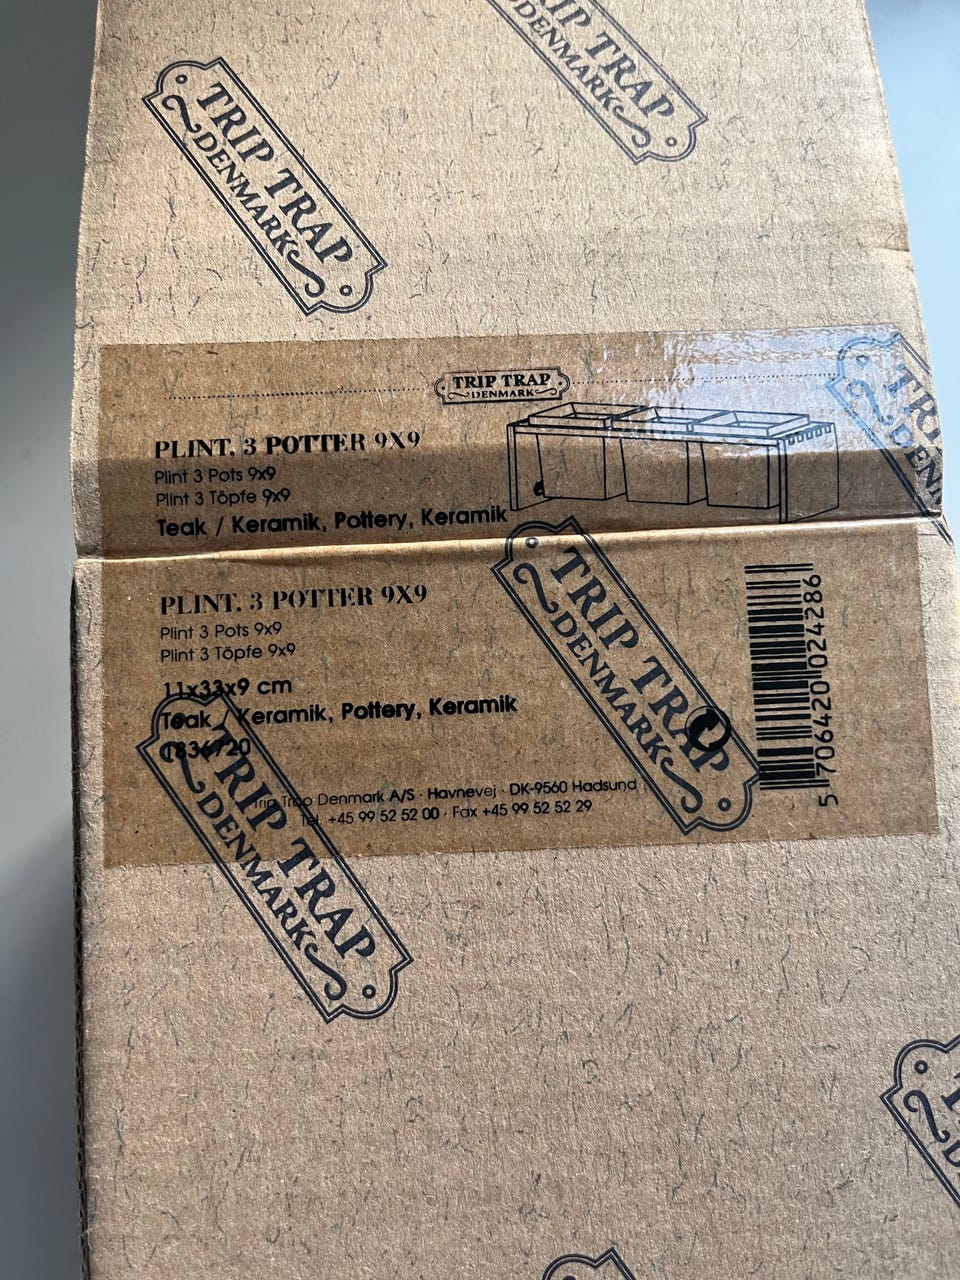 TRIP TRAP
DENMARK
TRIP TRAP
DENMARK
TRIP TRAP
DENMARK
PLINT. 3 POTTER 9X9
Plint 3 Pots 9x9
Plint 3 Töpfe 9x9
Teak / Keramik, Pottery, Keramik
PLINT. 3 POTTER 9X9
Plint 3 Pots 9x9
Plint 3 Töpfe 9x9
11x33x9 cm
Teak / Keramik, Pottery, Keramik
Trip Trap Denmark A/S · Havnevej · DK-9560 Hadsund
Tel. +45 99 52 52 00 · Fax +45 99 52 52 29
5 706420 024286
TRIP TRAP
DENMARK
TRIP TRAP
DENMARK